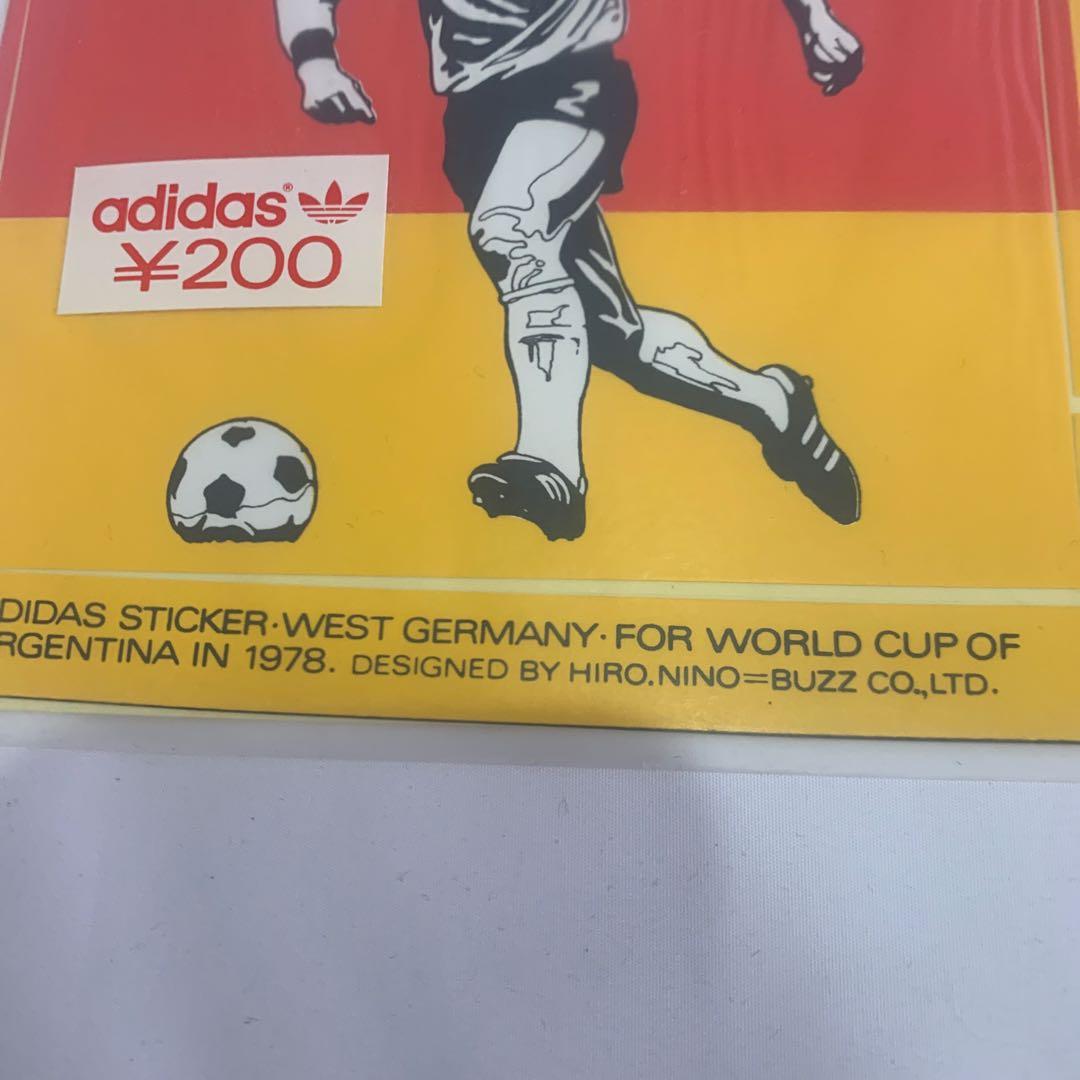 2
adidas®
¥200
DIDAS STICKER·WEST GERMANY·FOR WORLD CUP OF
RGENTINA IN 1978. DESIGNED BY HIRO.NINO=BUZZ CO.,LTD.